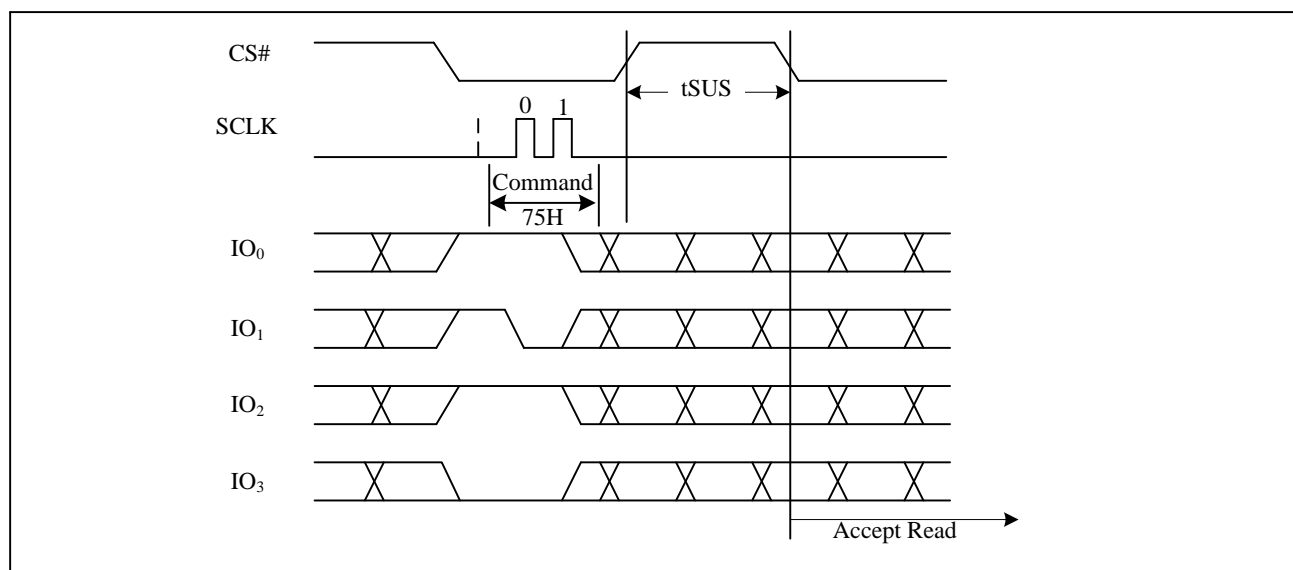 CS#
tSUS
0 1
SCLK
Command
75H
IO0
IO1
IO2
IO3
Accept Read